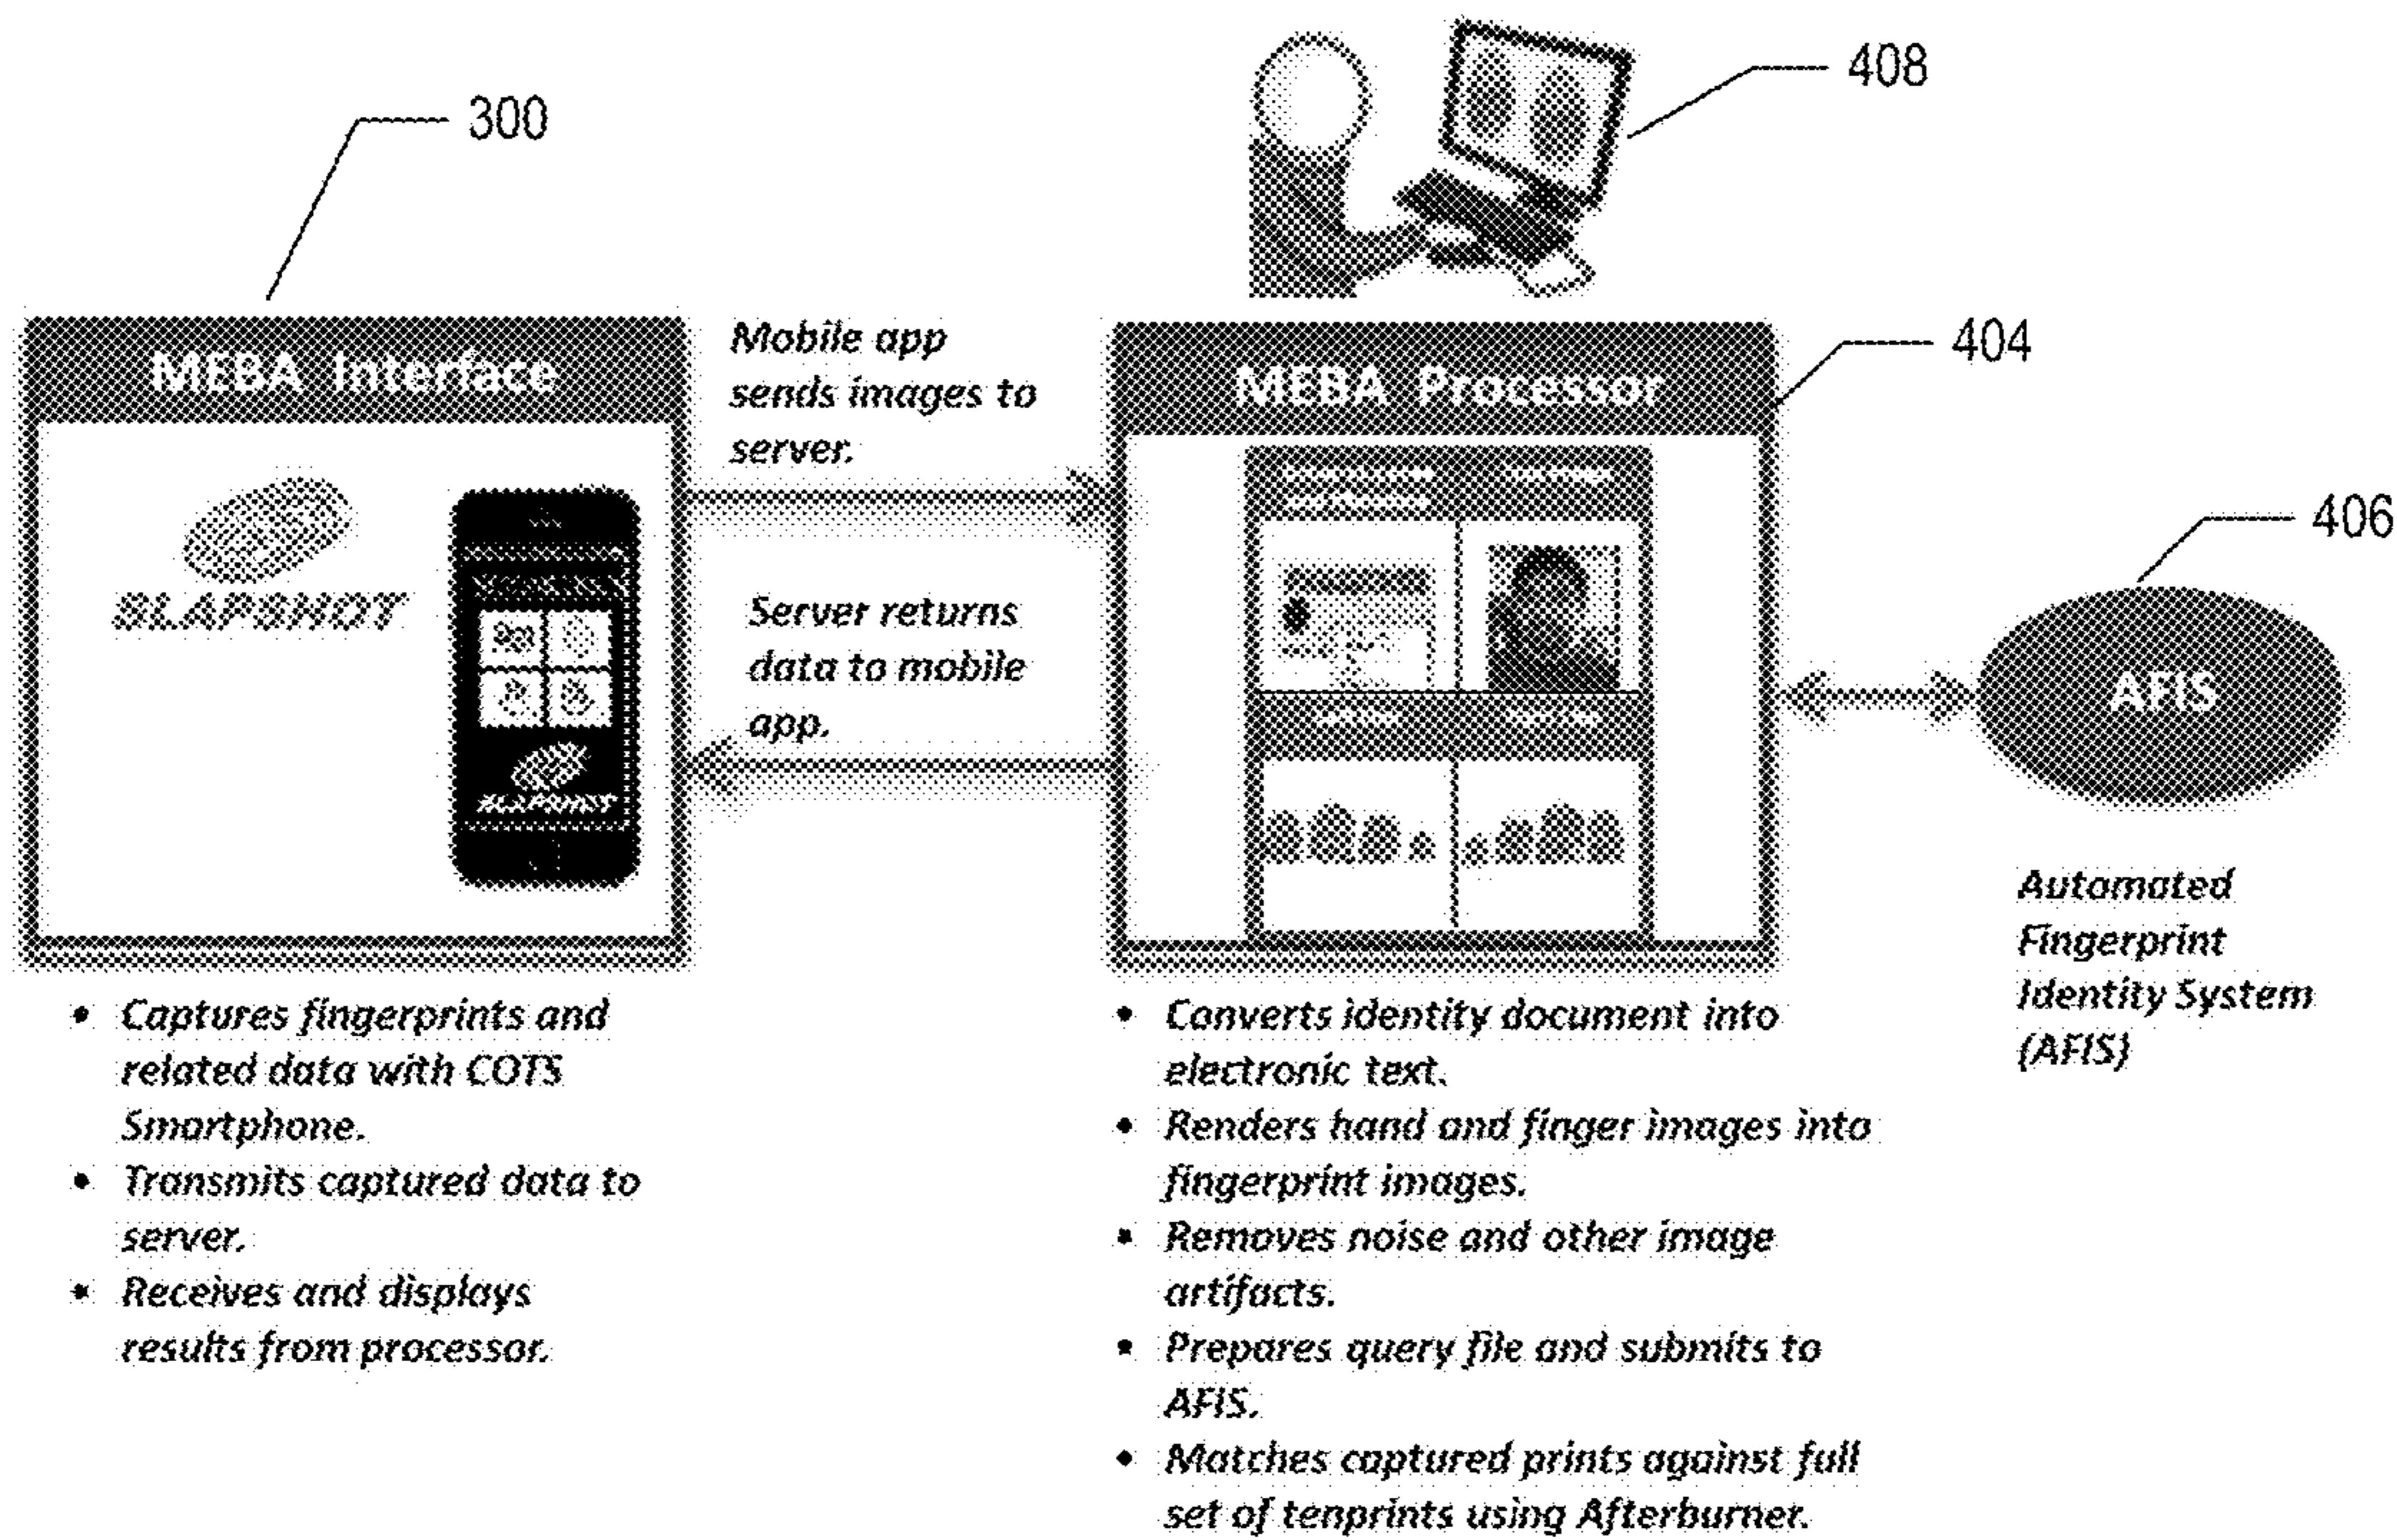 408
300
404
MEBA Interface
Mobile app
sends images to
server.
MEBA Processor
406
SLAPSHOT
Server returns
data to mobile
app.
AFIS
SLAPSHOT
Automated
Fingerprint
Identity System
(AFIS)
• Captures fingerprints and
related data with COTS
Smartphone.
• Transmits captured data to
server.
• Receives and displays
results from processor.
• Converts identity document into
electronic text.
• Renders hand and finger images into
fingerprint images.
• Removes noise and other image
artifacts.
• Prepares query file and submits to
AFIS.
• Matches captured prints against full
set of tenprints using Afterburner.